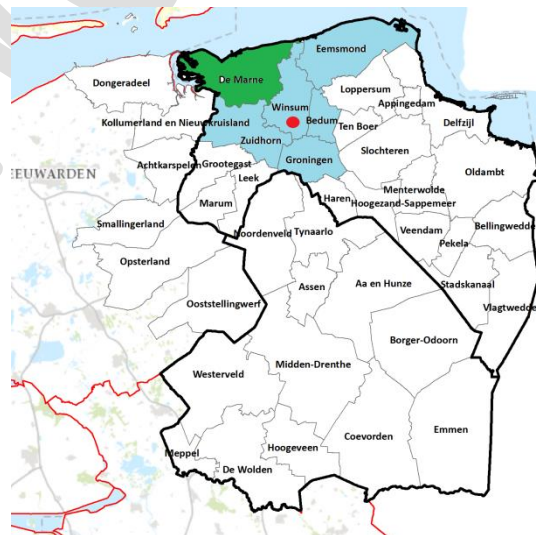 Eemsmond
Dongeradeel
De Marne
Loppersum
Appingedam
Winsum
Bedum
Kollumerland en Nieuwkruisland
Ten Boer
Delfzijl
Zuidhorn
Slochteren
Achtkarspelen
Grootegast
Groningen
Oldambt
EEUWARDEN
Leek
Menterwolde
Marum
Haren
Hoogezand-Sappemeer
Smallingerland
Noordenveld
Tynaarlo
Veendam
Bellingwedde
Pekela
Opsterland
Assen
Aa en Hunze
Stadskanaal
Ooststellingwerf
Vlagtwedde
Borger-Odoorn
Midden-Drenthe
Westerveld
Emmen
Coevorden
Hoogeveen
Meppel
De Wolden